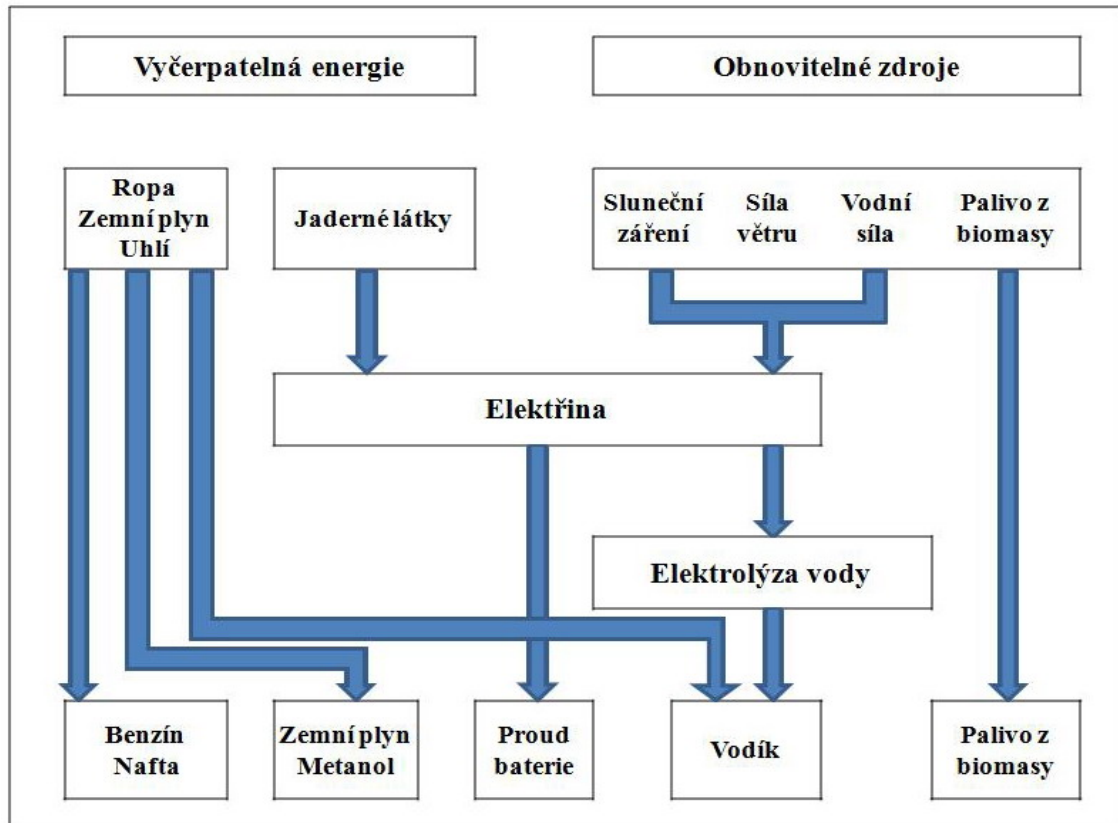 Vyčerpatelná energie
Obnovitelné zdroje
Ropa
Zemní plyn
Uhlí
Jaderné látky
Sluneční
záření
Síla
větru
Vodní
síla
Palivo z
biomasy
Elektřina
Elektrolýza vody
Benzín
Nafta
Zemní plyn
Metanol
Proud
baterie
Vodík
Palivo z
biomasy